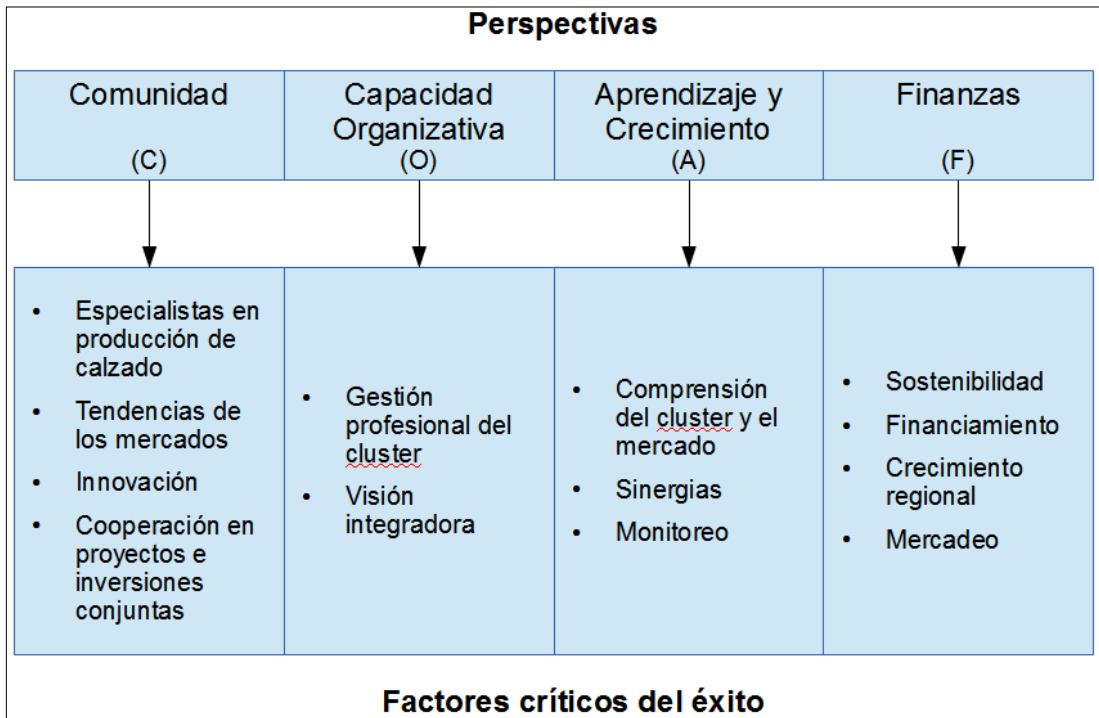 Perspectivas
Comunidad
(C)
Capacidad
Organizativa
(O)
Aprendizaje y
Crecimiento
(A)
Finanzas
(F)
• Especialistas en
producción de
calzado
• Tendencias de
los mercados
• Innovación
• Cooperación en
proyectos e
inversiones
conjuntas
• Gestión
profesional del
cluster
• Visión
integradora
• Comprensión
del cluster y el
mercado
• Sinergias
• Monitoreo
• Sostenibilidad
• Financiamiento
• Crecimiento
regional
• Mercadeo
Factores críticos del éxito